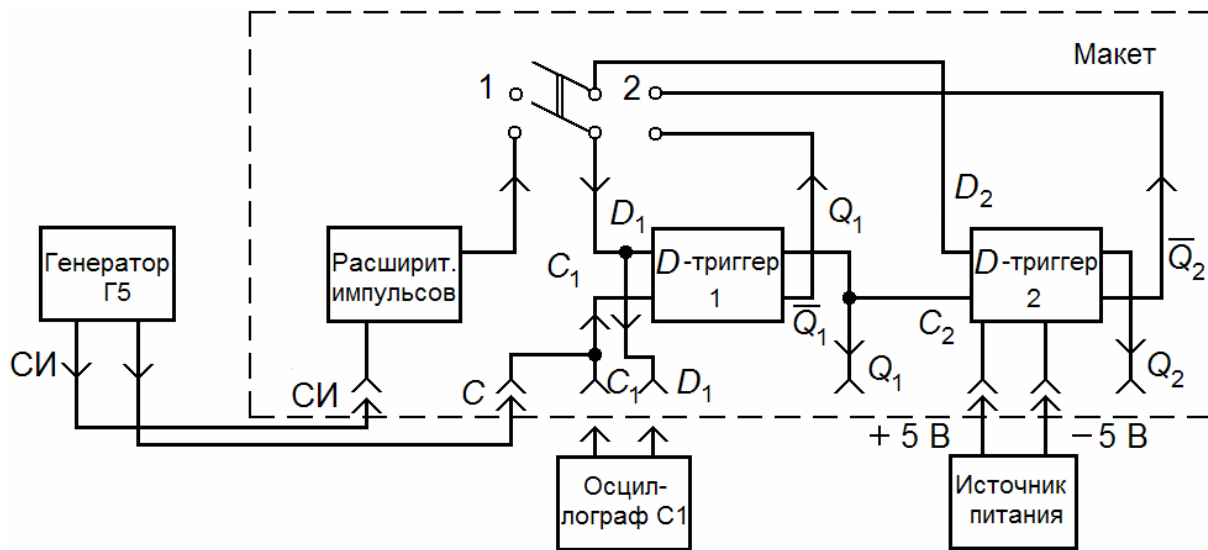 Макет
1
2
D₁
Q₁
D₂
Генератор
Г5
Расширит.
импульсов
C₁
D-триггер
1
Q̅₁
D-триггер
2
Q̅₂
C₂
СИ
СИ
C
C₁
D₁
Q₁
Q₂
+ 5 В
– 5 В
Осцил-
лограф С1
Источник
питания